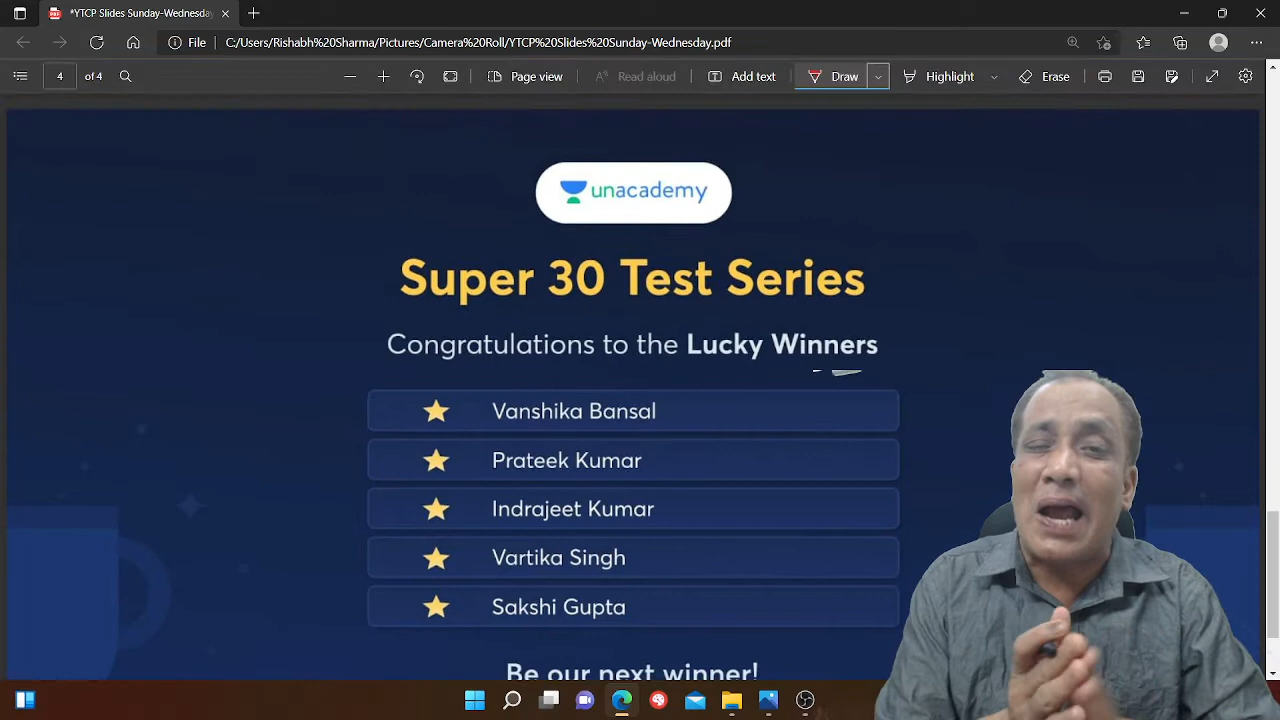 *YTCP Slides Sunday-Wednesday
File C:/Users/Rishabh%20Sharma/Pictures/Camera%20Roll/YTCP%20Slides%20Sunday-Wednesday.pdf
4 of 4 Page view Read aloud Add text Draw Highlight Erase
unacademy
Super 30 Test Series
Congratulations to the Lucky Winners
Vanshika Bansal
Prateek Kumar
Indrajeet Kumar
Vartika Singh
Sakshi Gupta
Be our next winner!